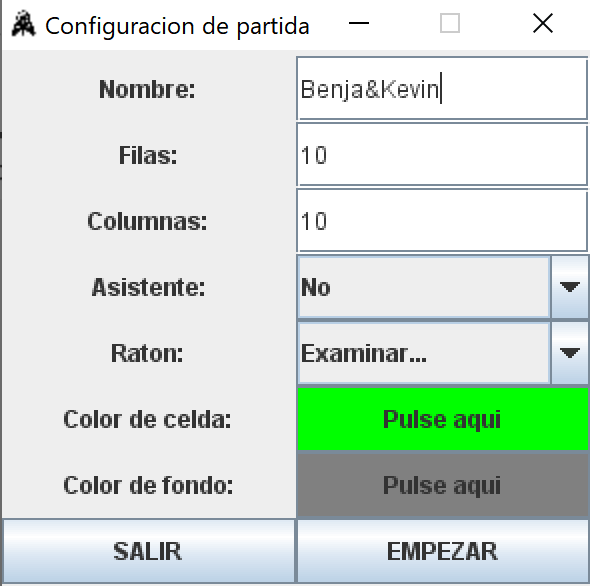 Configuracion de partida
Nombre: Benja&Kevin
Filas: 10
Columnas: 10
Asistente: No
Raton: Examinar...
Color de celda: Pulse aqui
Color de fondo: Pulse aqui
SALIR EMPEZAR